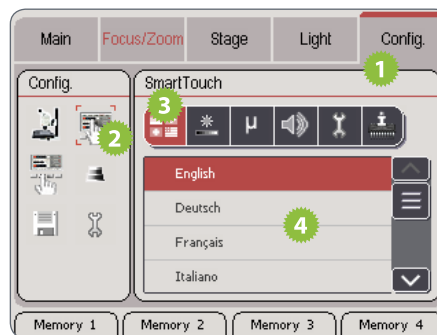 Main Focus/Zoom Stage Light Config.
1
Config. SmartTouch
3
2
µ
English
Deutsch
4
Français
Italiano
Memory 1 Memory 2 Memory 3 Memory 4